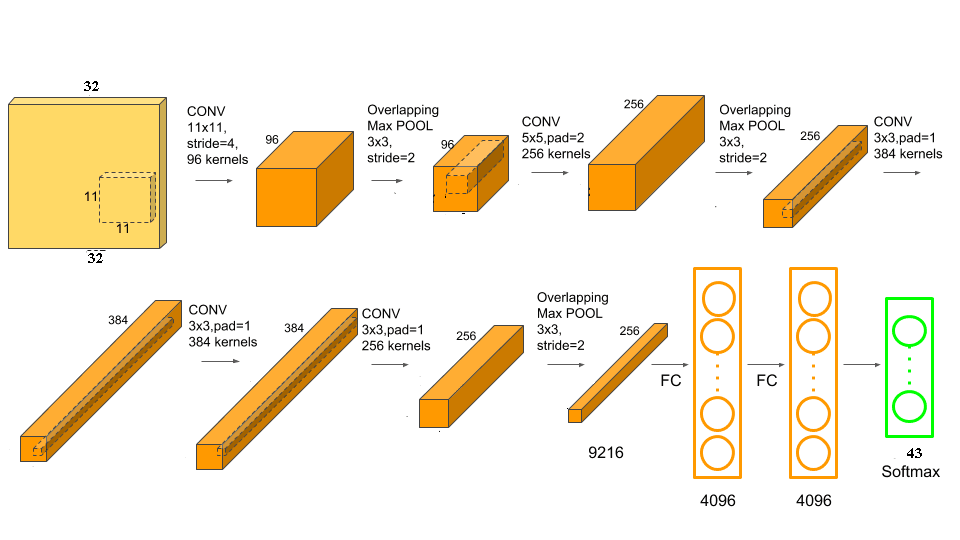 32
CONV
11x11,
stride=4,
96 kernels
96
Overlapping
Max POOL
3x3,
stride=2
96
CONV
5x5,pad=2
256 kernels
256
Overlapping
Max POOL
3x3,
stride=2
256
CONV
3x3,pad=1
384 kernels
11
11
32
384
CONV
3x3,pad=1
384 kernels
384
CONV
3x3,pad=1
256 kernels
256
Overlapping
Max POOL
3x3,
stride=2
256
9216
FC
4096
FC
4096
43
Softmax